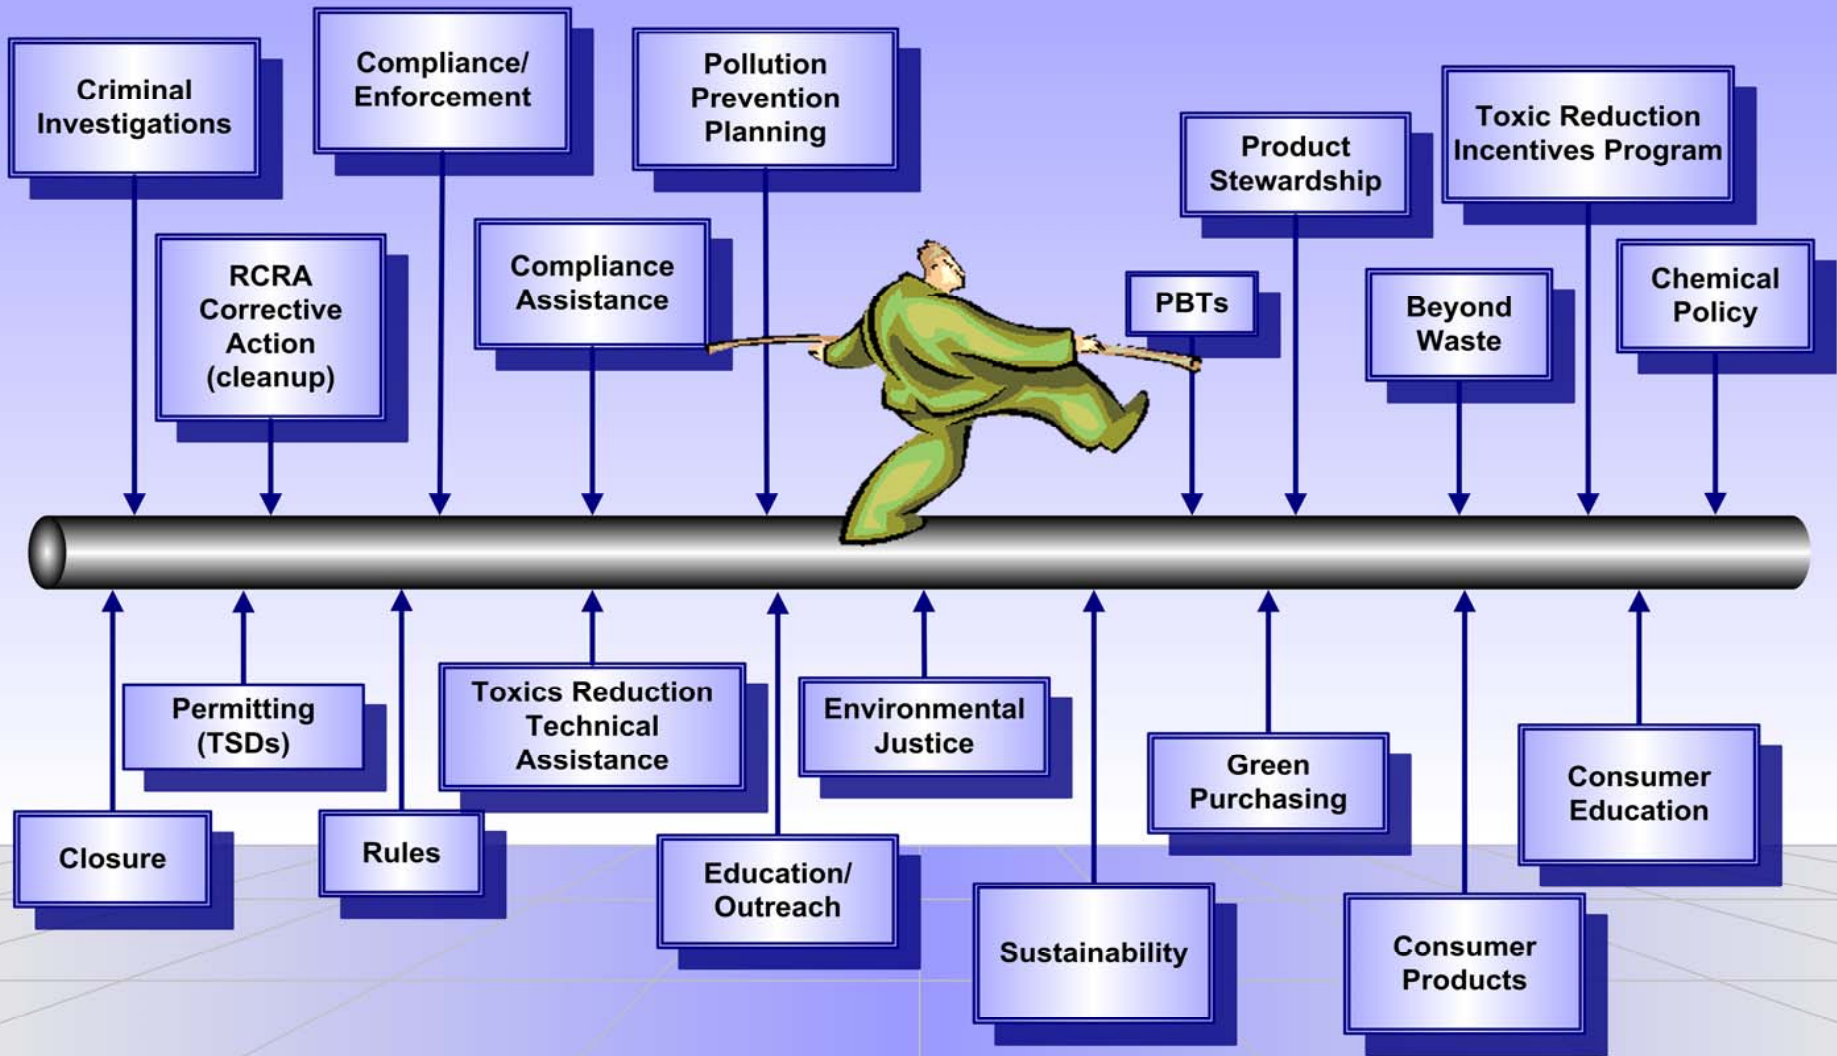 Criminal
Investigations
Compliance/
Enforcement
Pollution
Prevention
Planning
Product
Stewardship
Toxic Reduction
Incentives Program
RCRA
Corrective
Action
(cleanup)
Compliance
Assistance
PBTs
Beyond
Waste
Chemical
Policy
Permitting
(TSDs)
Toxics Reduction
Technical
Assistance
Environmental
Justice
Green
Purchasing
Consumer
Education
Closure
Rules
Education/
Outreach
Sustainability
Consumer
Products